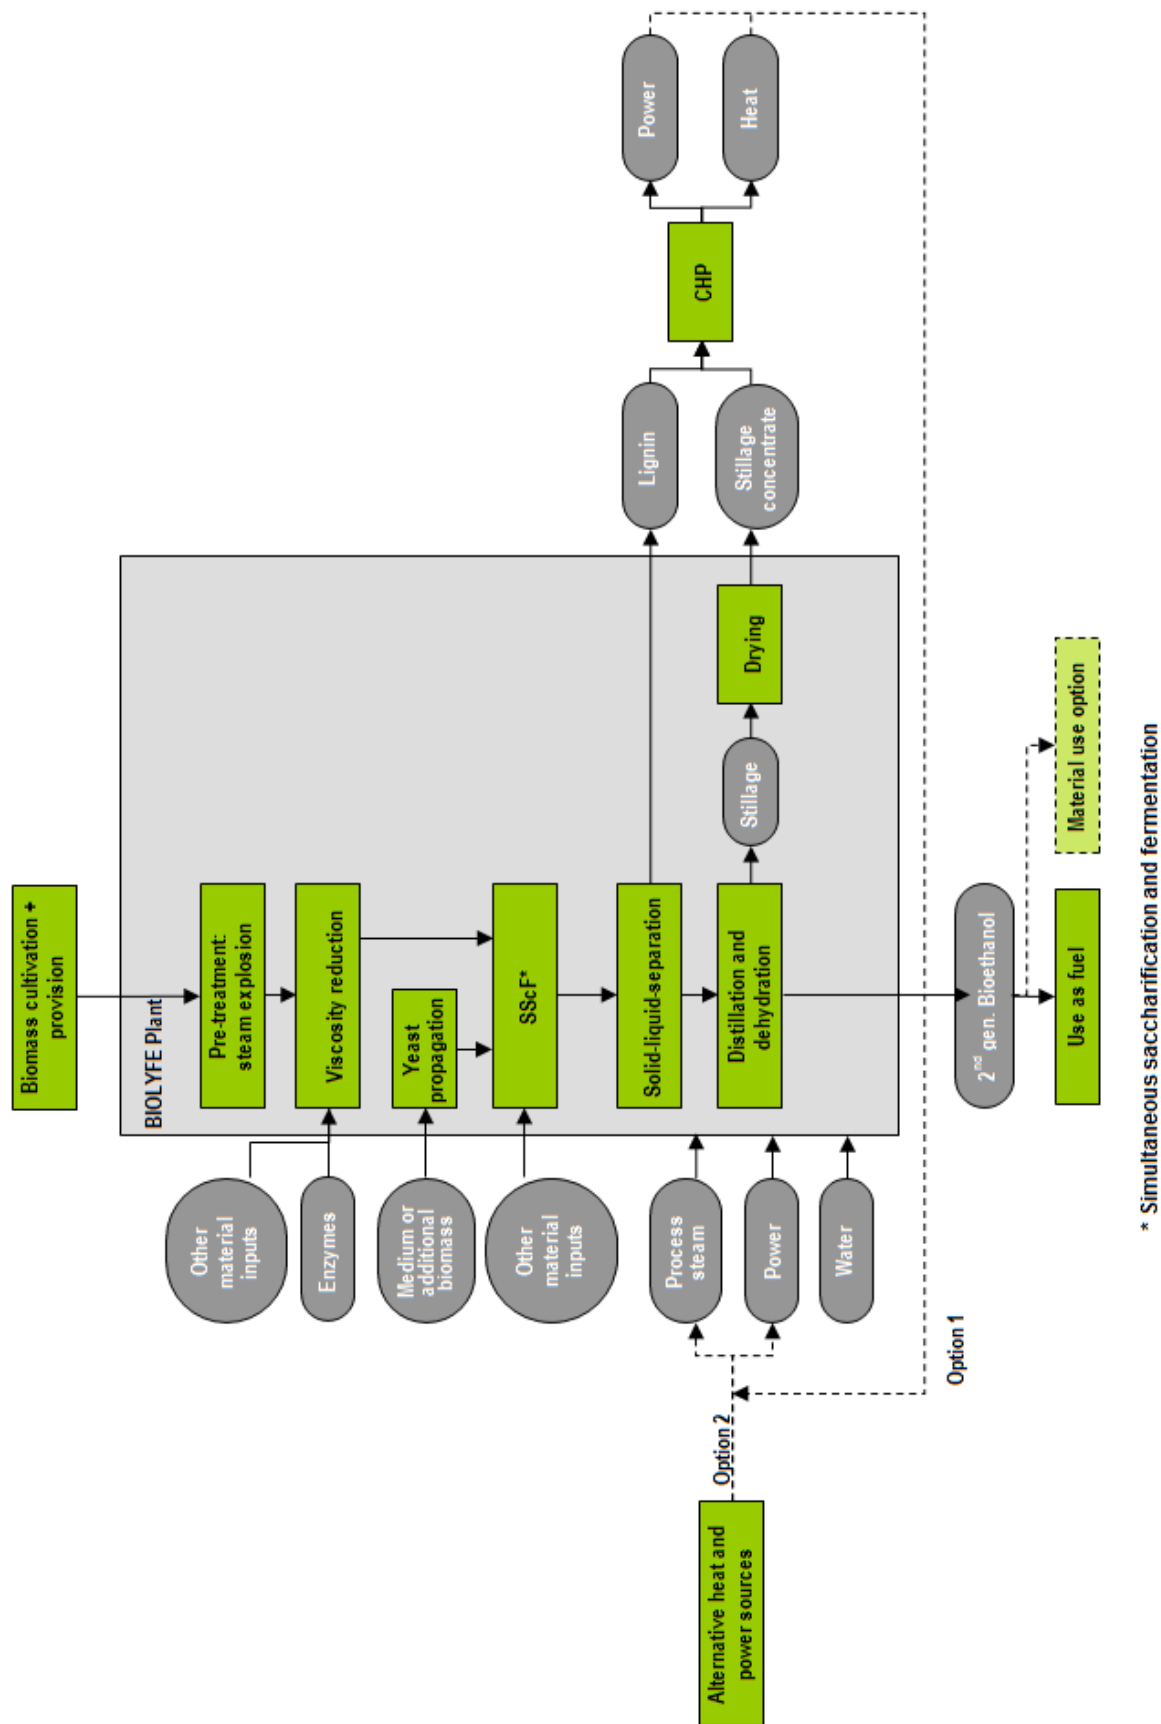 Biomass cultivation +
provision
BIOLYFE Plant
Pre-treatment:
steam explosion
Other
material
inputs
Enzymes
Viscosity reduction
Medium or
additional
biomass
Yeast
propagation
Other
material
inputs
SScF*
Solid-liquid-separation
Lignin
Process
steam
Power
Water
Distillation and
dehydration
Stillage
Drying
Stillage
concentrate
CHP
Power
Heat
Alternative heat and
power sources
Option 2
Option 1
2nd gen. Bioethanol
Use as fuel
Material use option
* Simultaneous saccharification and fermentation